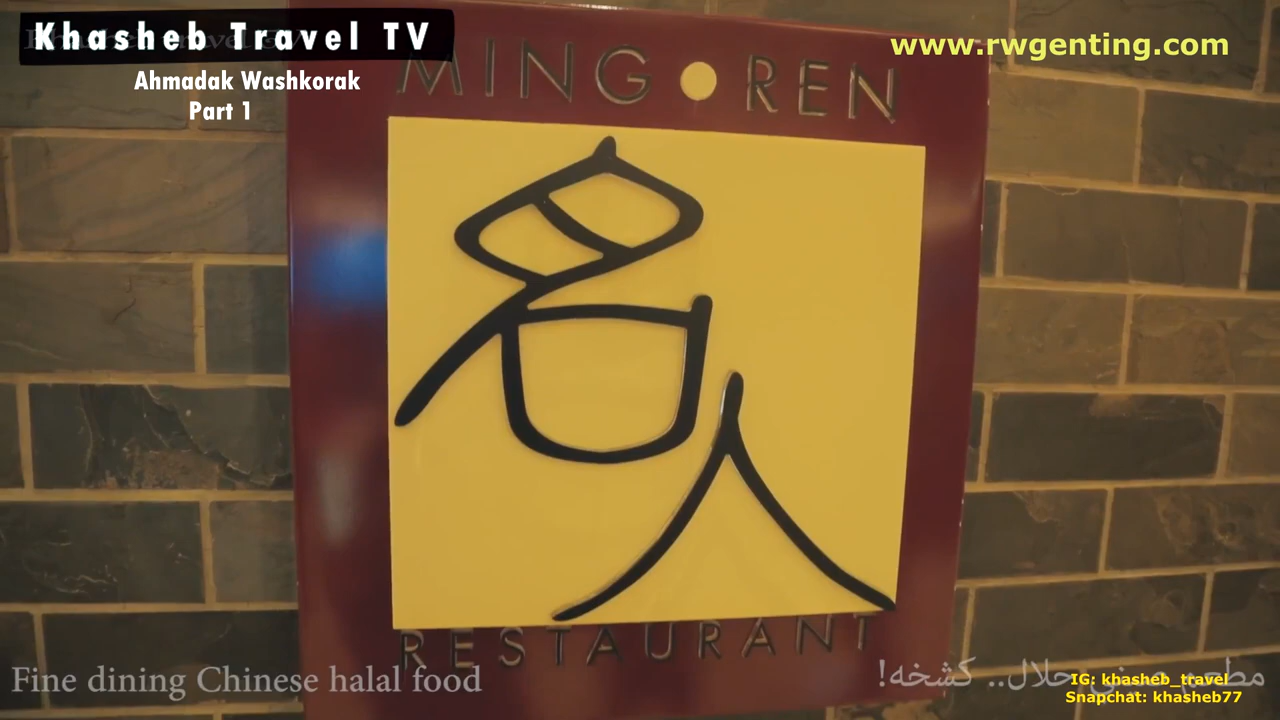 Khasheb Travel TV
Ahmadak Washkorak
Part 1
www.rwgenting.com
MING • REN
名人
RESTAURANT
Fine dining Chinese halal food
مطعم صيني حلال.. كشخه!
IG: khasheb_travel
Snapchat: khasheb77